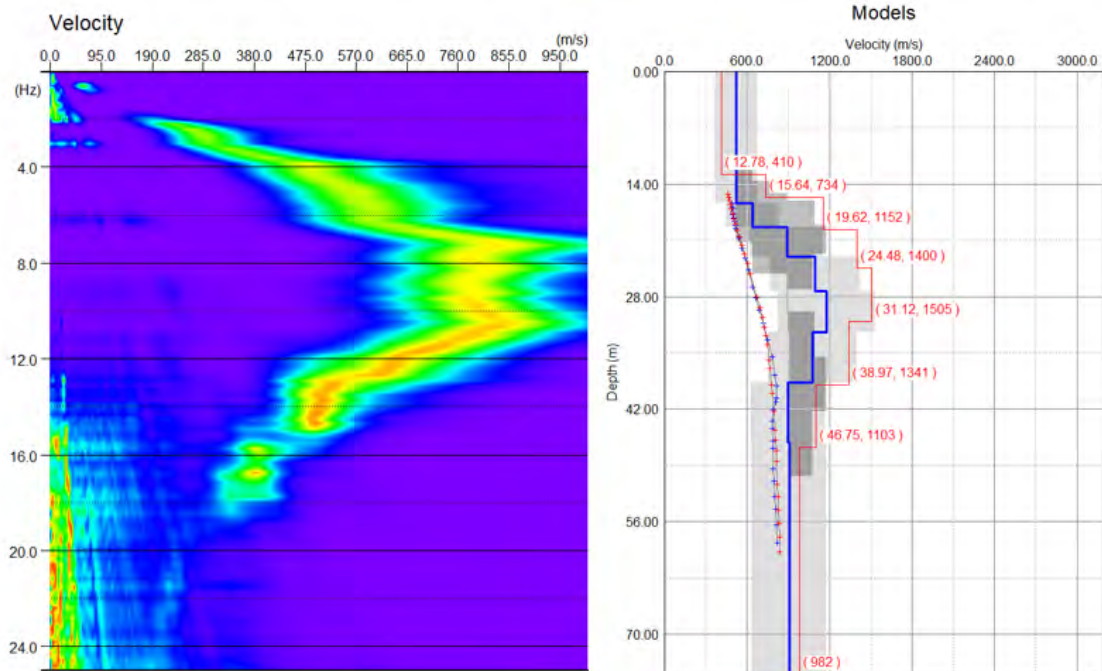 Velocity
(m/s)
0.0 95.0 190.0 285.0 380.0 475.0 570.0 665.0 760.0 855.0 950.0
(Hz)
4.0
8.0
12.0
16.0
20.0
24.0
Models
Velocity (m/s)
0.0 600.0 1200.0 1800.0 2400.0 3000.0
0.00
14.00
28.00
42.00
56.00
70.00
Depth (m)
( 12.78, 410 )
( 15.64, 734 )
( 19.62, 1152 )
( 24.48, 1400 )
( 31.12, 1505 )
( 38.97, 1341 )
( 46.75, 1103 )
( 982 )